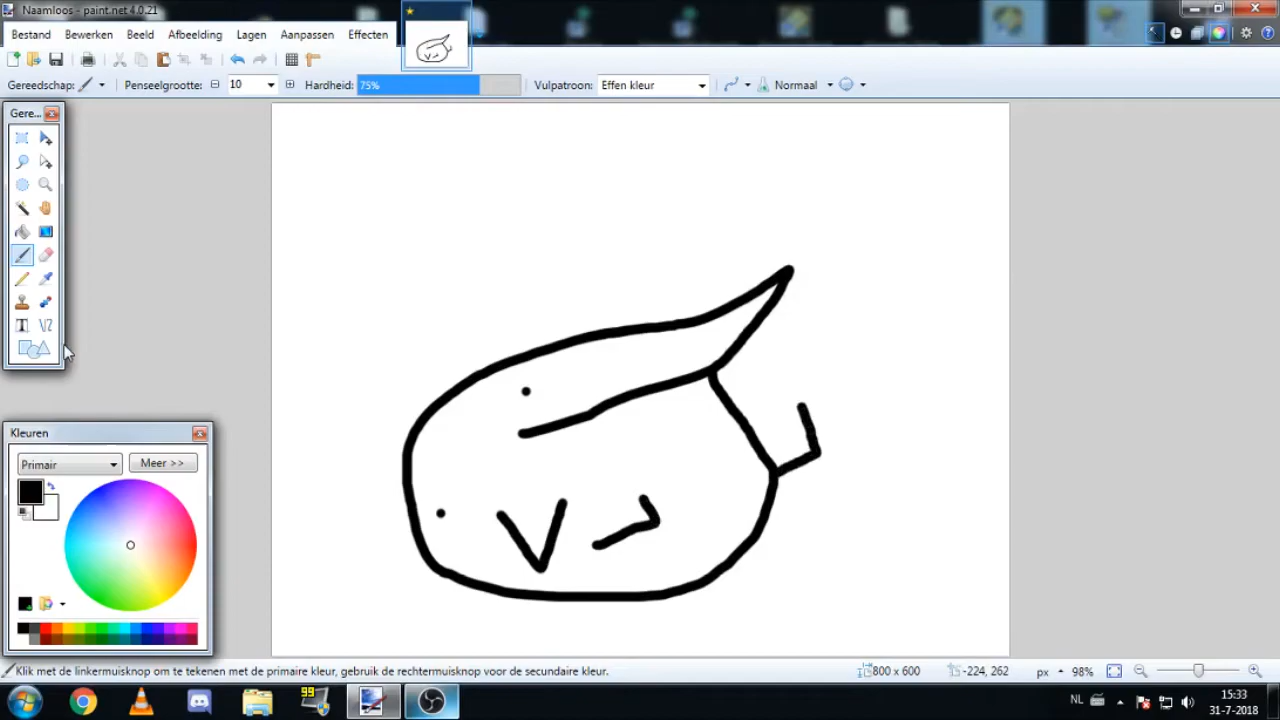 Naamloos - paint.net 4.0.21
Bestand Bewerken Beeld Afbeelding Lagen Aanpassen Effecten
Gereedschap: Penseelgrootte: 10 Hardheid: 75% Vulpatroon: Effen kleur Normaal
Gere...
Kleuren
Primair Meer >>
Klik met de linkermuisknop om te tekenen met de primaire kleur, gebruik de rechtermuisknop voor de secundaire kleur. 800 x 600 -224, 262 px 98%
99
NL 15:33
31-7-2018